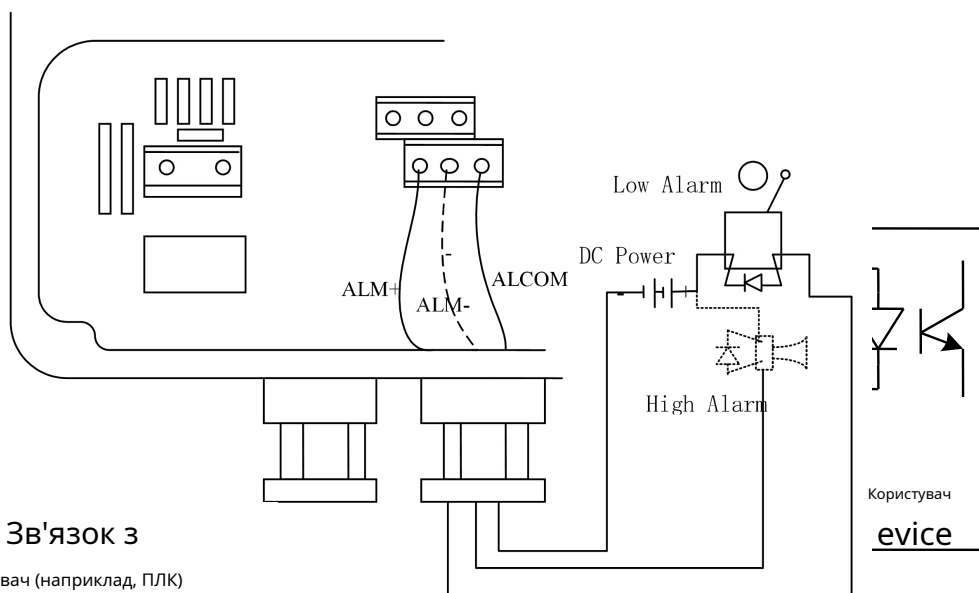 Low Alarm
DC Power
ALCOM
ALM+
ALM-
-
- +
High Alarm
Користувач
Зв'язок з
evice
вач (наприклад, ПЛК)